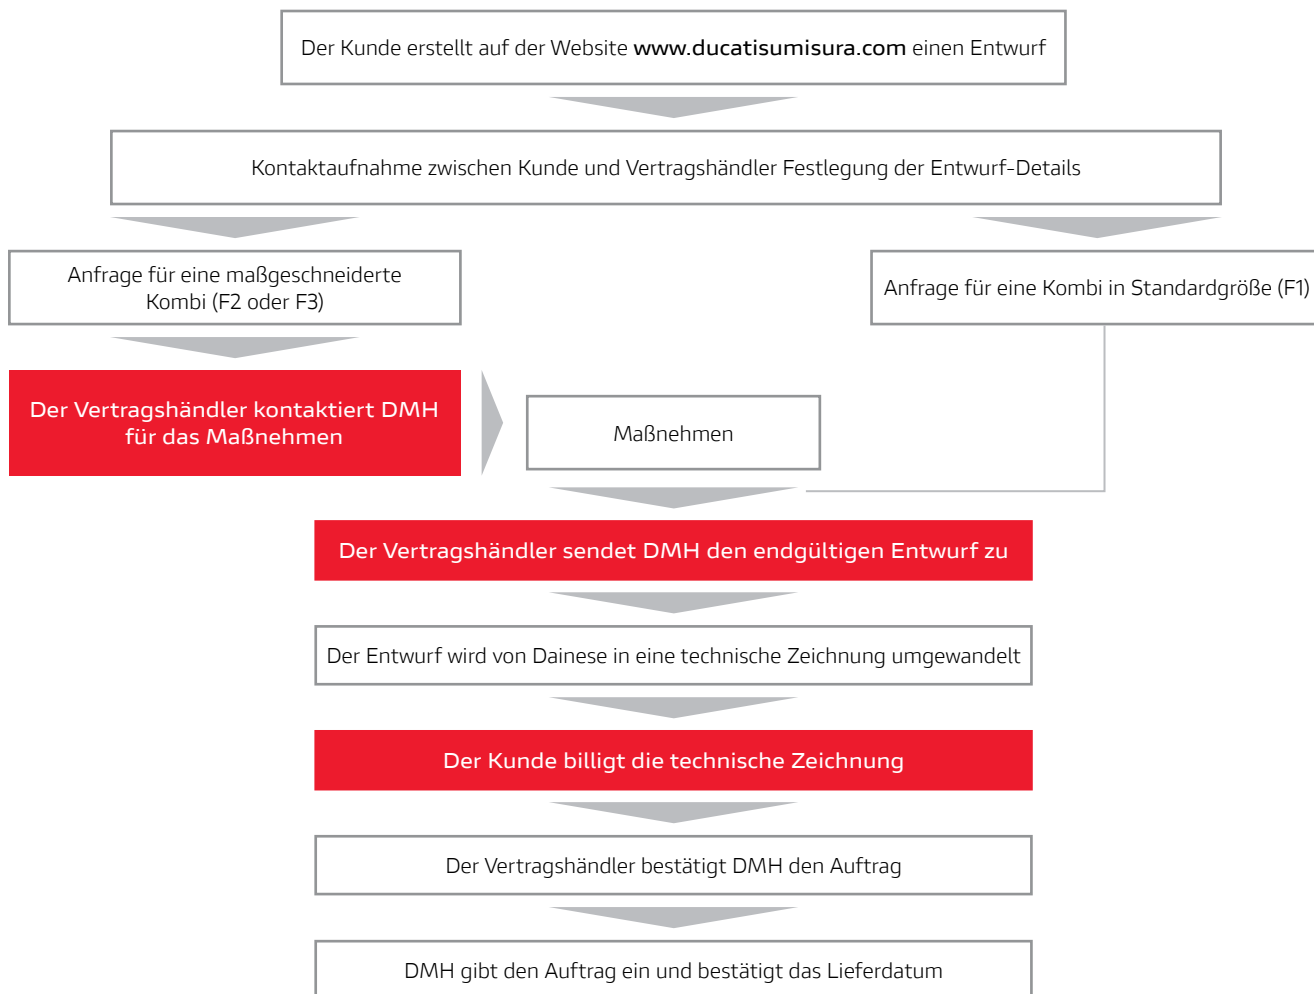 Der Kunde erstellt auf der Website www.ducatisumisura.com einen Entwurf
Kontaktaufnahme zwischen Kunde und Vertragshändler Festlegung der Entwurf-Details
Anfrage für eine maßgeschneiderte
Kombi (F2 oder F3)
Anfrage für eine Kombi in Standardgröße (F1)
Der Vertragshändler kontaktiert DMH
für das Maßnehmen
Maßnehmen
Der Vertragshändler sendet DMH den endgültigen Entwurf zu
Der Entwurf wird von Dainese in eine technische Zeichnung umgewandelt
Der Kunde billigt die technische Zeichnung
Der Vertragshändler bestätigt DMH den Auftrag
DMH gibt den Auftrag ein und bestätigt das Lieferdatum